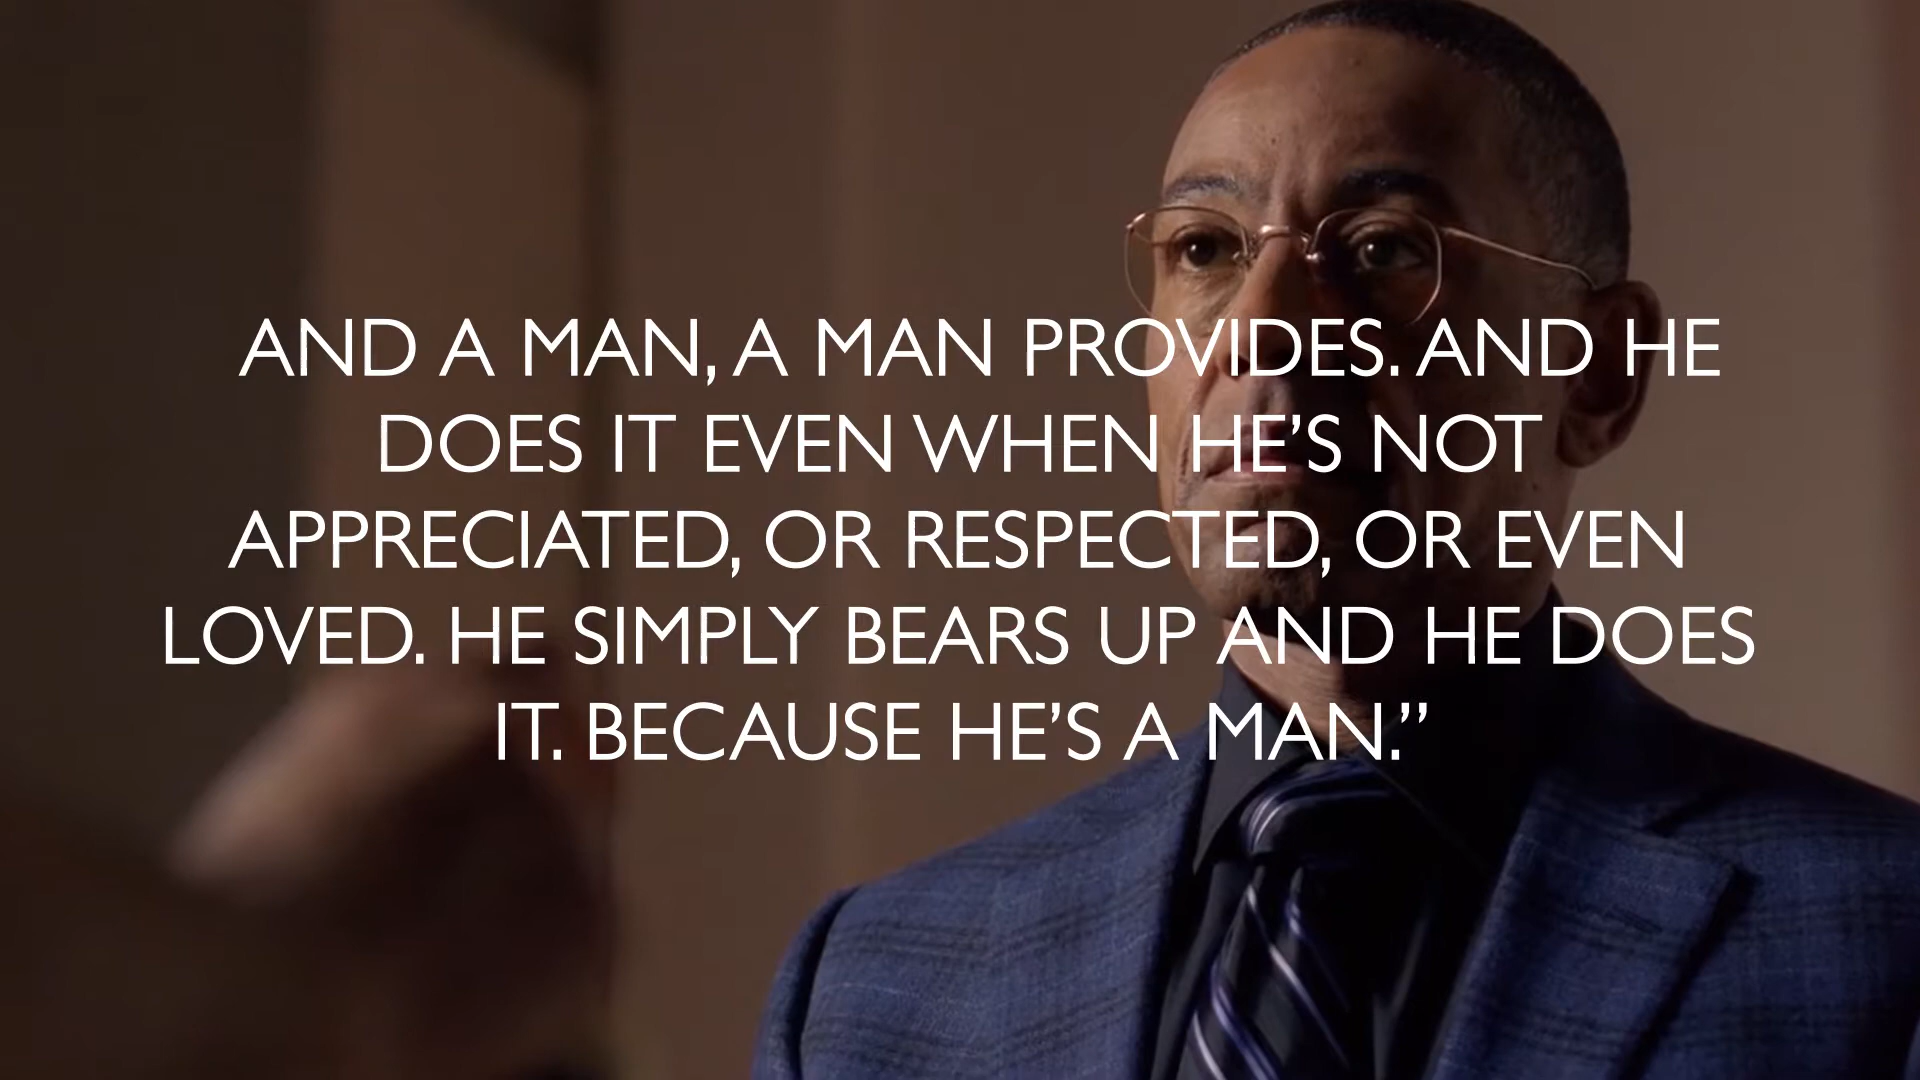 AND A MAN, A MAN PROVIDES. AND HE
DOES IT EVEN WHEN HE’S NOT
APPRECIATED, OR RESPECTED, OR EVEN
LOVED. HE SIMPLY BEARS UP AND HE DOES
IT. BECAUSE HE’S A MAN.”